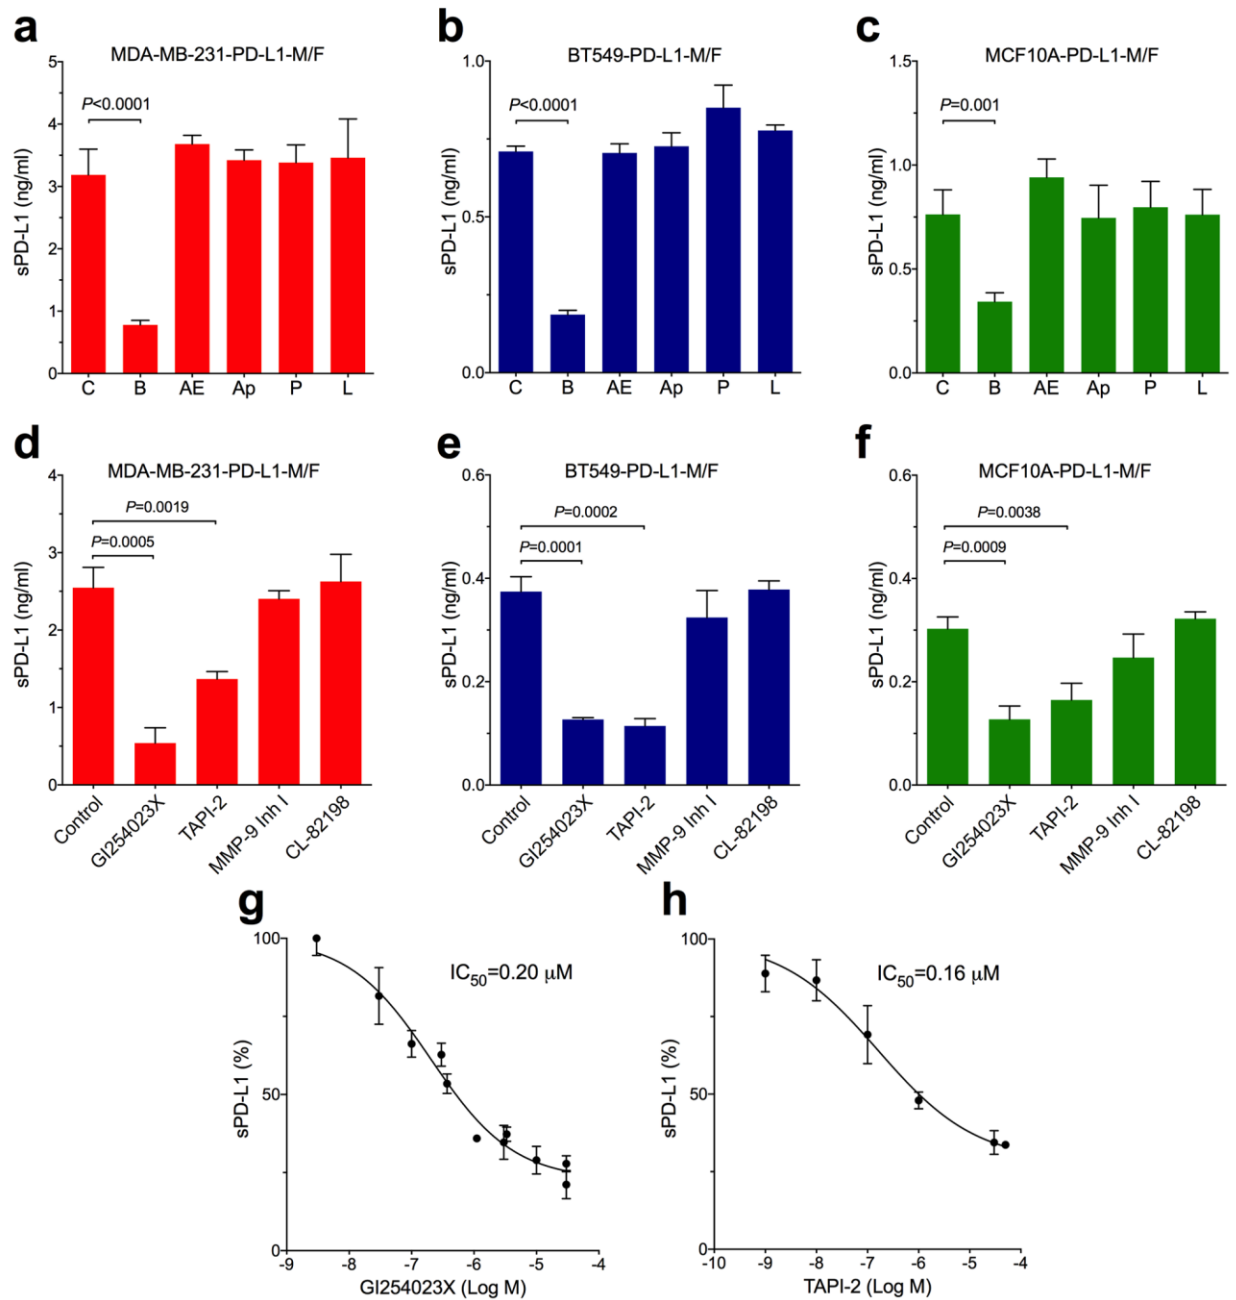 a
MDA-MB-231-PD-L1-M/F
5
4
3
2
1
0
sPD-L1 (ng/ml)
P<0.0001
C B AE Ap P L
b
BT549-PD-L1-M/F
1.0
0.5
0.0
sPD-L1 (ng/ml)
P<0.0001
C B AE Ap P L
c
MCF10A-PD-L1-M/F
1.5
1.0
0.5
0.0
sPD-L1 (ng/ml)
P=0.001
C B AE Ap P L
d
MDA-MB-231-PD-L1-M/F
4
3
2
1
0
sPD-L1 (ng/ml)
P=0.0019
P=0.0005
Control GI254023X TAPI-2 MMP-9 Inh I CL-82198
e
BT549-PD-L1-M/F
0.6
0.4
0.2
0.0
sPD-L1 (ng/ml)
P=0.0002
P=0.0001
Control GI254023X TAPI-2 MMP-9 Inh I CL-82198
f
MCF10A-PD-L1-M/F
0.6
0.4
0.2
0.0
sPD-L1 (ng/ml)
P=0.0038
P=0.0009
Control GI254023X TAPI-2 MMP-9 Inh I CL-82198
g
100
50
0
sPD-L1 (%)
IC50=0.20 μM
-9 -8 -7 -6 -5 -4
GI254023X (Log M)
h
100
50
0
sPD-L1 (%)
IC50=0.16 μM
-10 -9 -8 -7 -6 -5 -4
TAPI-2 (Log M)